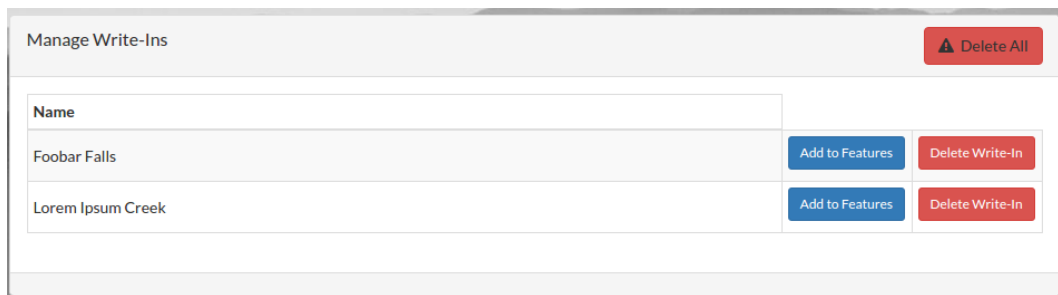 Manage Write-Ins
Delete All
Name
Foobar Falls Add to Features Delete Write-In
Lorem Ipsum Creek Add to Features Delete Write-In